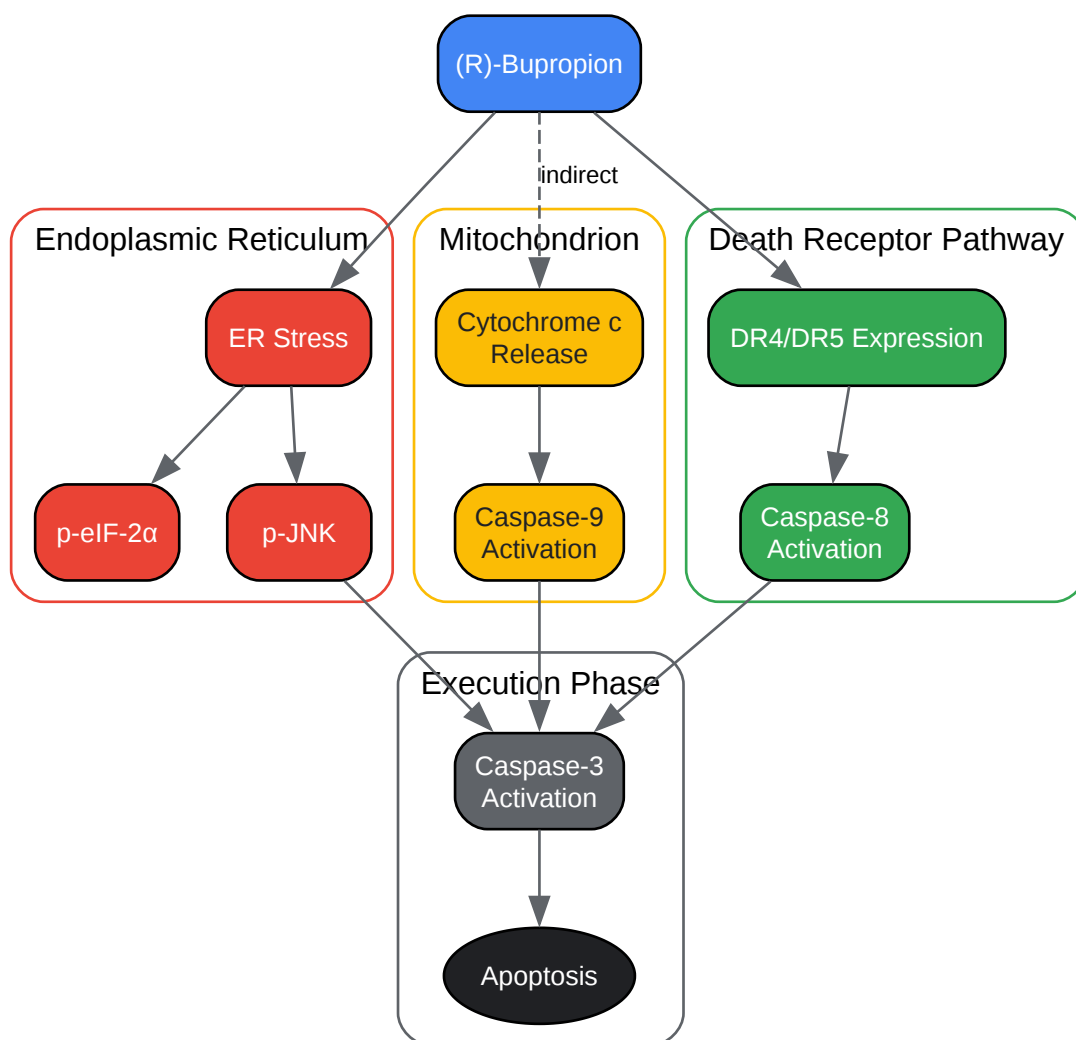 (R)-Bupropion
indirect
Endoplasmic Reticulum
Mitochondrion
Death Receptor Pathway
ER Stress
Cytochrome c
Release
DR4/DR5 Expression
p-eIF-2α
p-JNK
Caspase-9
Activation
Caspase-8
Activation
Execution Phase
Caspase-3
Activation
Apoptosis